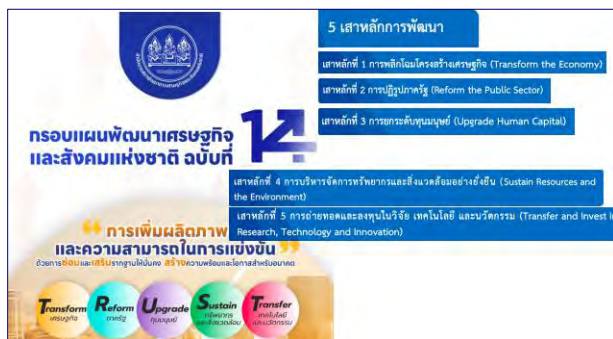 5 เสาหลักการพัฒนา
เสาหลักที่ 1 การพลิกโฉมโครงสร้างเศรษฐกิจ (Transform the Economy)
เสาหลักที่ 2 การปฏิรูปภาครัฐ (Reform the Public Sector)
เสาหลักที่ 3 การยกระดับทุนมนุษย์ (Upgrade Human Capital)
กรอบแผนพัฒนาเศรษฐกิจ
และสังคมแห่งชาติ ฉบับที่ 14
เสาหลักที่ 4 การบริหารจัดการทรัพยากรและสิ่งแวดล้อมอย่างยั่งยืน (Sustain Resources and
the Environment)
เสาหลักที่ 5 การถ่ายทอดและลงทุนในวิจัย เทคโนโลยี และนวัตกรรม (Transfer and Invest in
Research, Technology and Innovation)
“การเพิ่มผลิตภาพ
และความสามารถในการแข่งขัน”
ด้วยการซ่อมและเสริมรากฐานให้มั่นคง สร้างความพร้อมและโอกาสสำหรับอนาคต
Transform
เศรษฐกิจ
Reform
ภาครัฐ
Upgrade
ทุนมนุษย์
Sustain
ทรัพยากร
และสิ่งแวดล้อม
Transfer
เทคโนโลยี
และนวัตกรรม